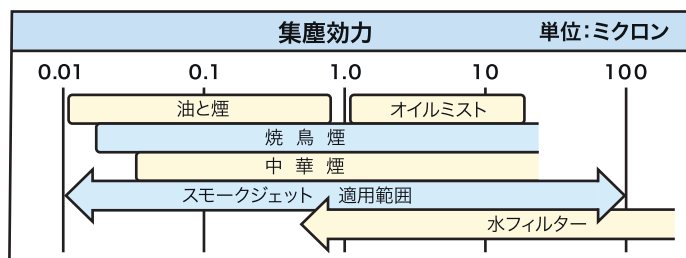 集塵効力 単位:ミクロン
0.01 0.1 1.0 10 100
油と煙 オイルミスト
焼鳥煙
中華煙
スモークジェット 適用範囲
水フィルター